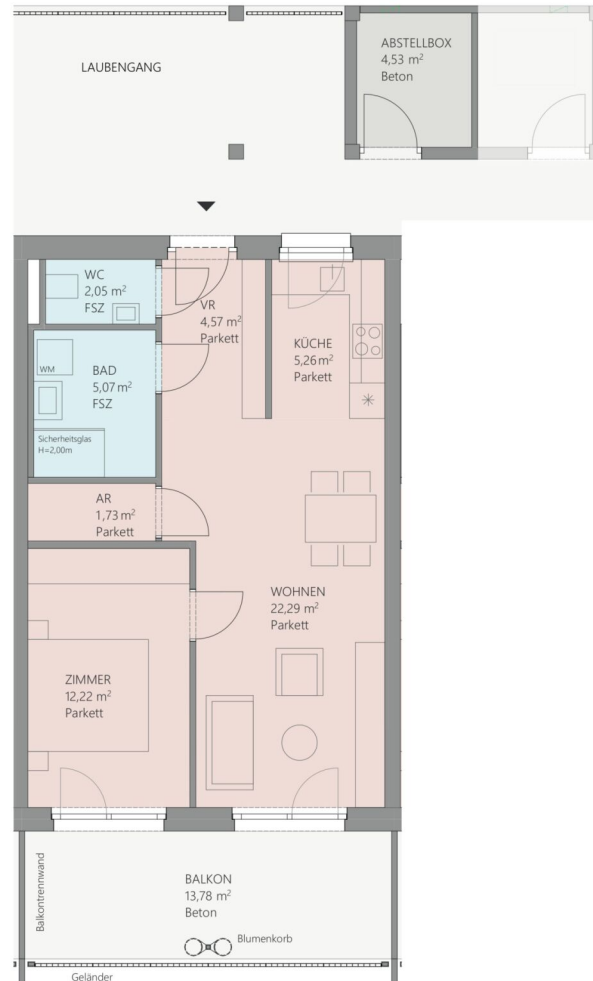 LAUBENGANG
ABSTELLBOX
4,53 m²
Beton
WC
2,05 m²
FSZ
VR
4,57 m²
Parkett
KÜCHE
5,26 m²
Parkett
WM
BAD
5,07 m²
FSZ
Sicherheitsglas
H=2,00m
AR
1,73 m²
Parkett
WOHNEN
22,29 m²
Parkett
ZIMMER
12,22 m²
Parkett
Balkontrennwand
BALKON
13,78 m²
Beton
Blumenkorb
Geländer